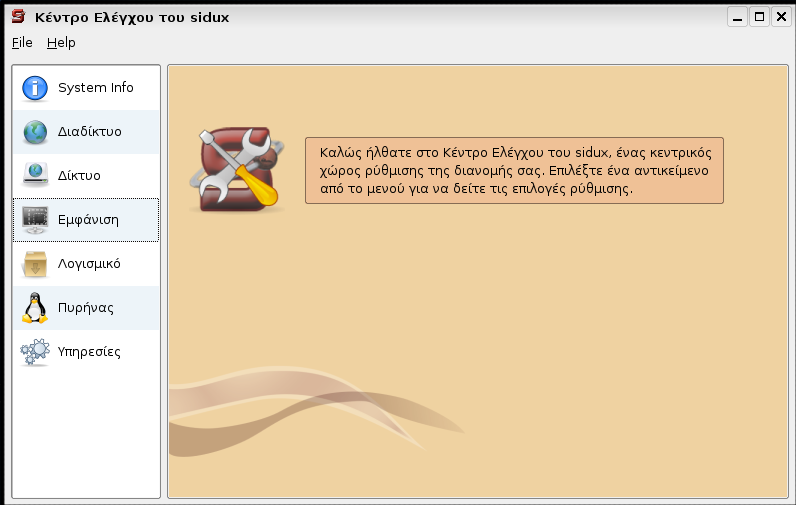 Κέντρο Ελέγχου του sidux
File Help
System Info
Διαδίκτυο
Δίκτυο
Εμφάνιση
Λογισμικό
Πυρήνας
Υπηρεσίες
Καλώς ήλθατε στο Κέντρο Ελέγχου του sidux, ένας κεντρικός
χώρος ρύθμισης της διανομής σας. Επιλέξτε ένα αντικείμενο
από το μενού για να δείτε τις επιλογές ρύθμισης.